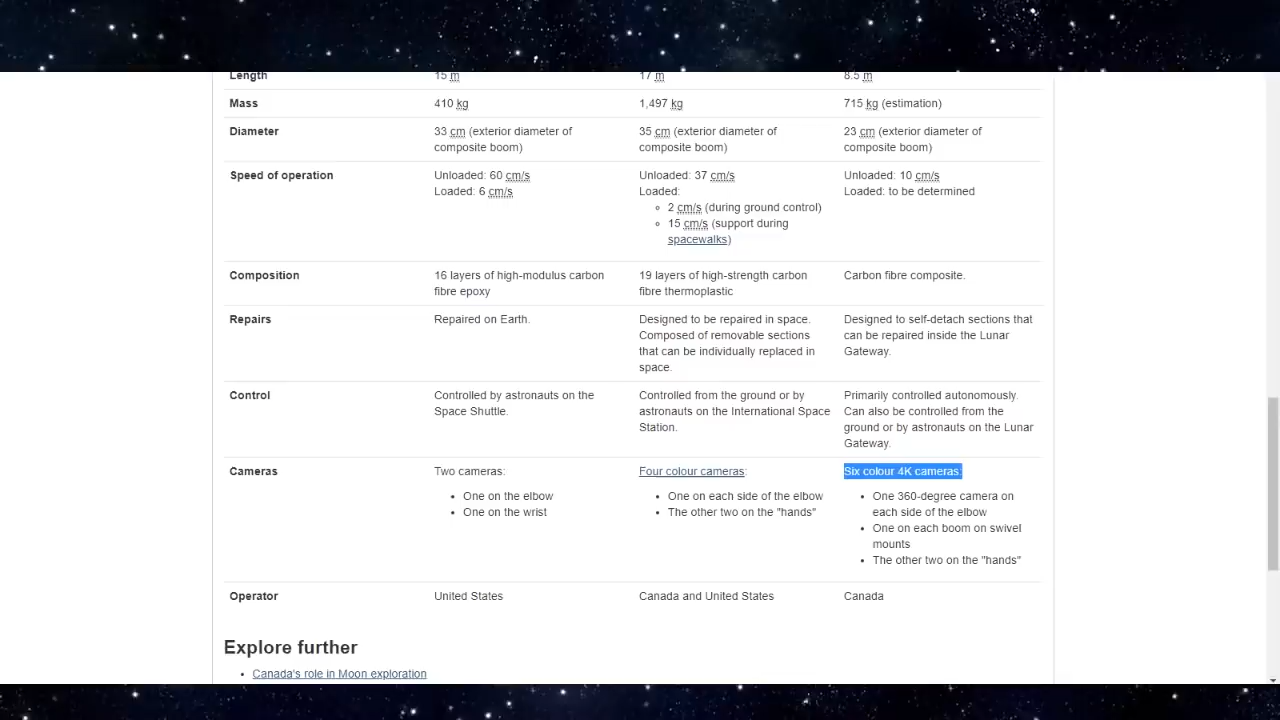 Length 15 m 17 m 8.5 m
Mass 410 kg 1,497 kg 715 kg (estimation)
Diameter 33 cm (exterior diameter of 35 cm (exterior diameter of 23 cm (exterior diameter of
composite boom) composite boom) composite boom)
Speed of operation Unloaded: 60 cm/s Unloaded: 37 cm/s Unloaded: 10 cm/s
Loaded: 6 cm/s Loaded: Loaded: to be determined
2 cm/s (during ground control)
15 cm/s (support during
spacewalks)
Composition 16 layers of high-modulus carbon 19 layers of high-strength carbon Carbon fibre composite.
fibre epoxy fibre thermoplastic
Repairs Repaired on Earth. Designed to be repaired in space. Designed to self-detach sections that
Composed of removable sections can be repaired inside the Lunar
that can be individually replaced in Gateway.
space.
Control Controlled by astronauts on the Controlled from the ground or by Primarily controlled autonomously.
Space Shuttle. astronauts on the International Space Can also be controlled from the
Station. ground or by astronauts on the Lunar
Gateway.
Cameras Two cameras: Four colour cameras: Six colour 4K cameras:
• One on the elbow • One on each side of the elbow • One 360-degree camera on
• One on the wrist • The other two on the "hands" each side of the elbow
• One on each boom on swivel
mounts
• The other two on the "hands"
Operator United States Canada and United States Canada
Explore further
• Canada's role in Moon exploration